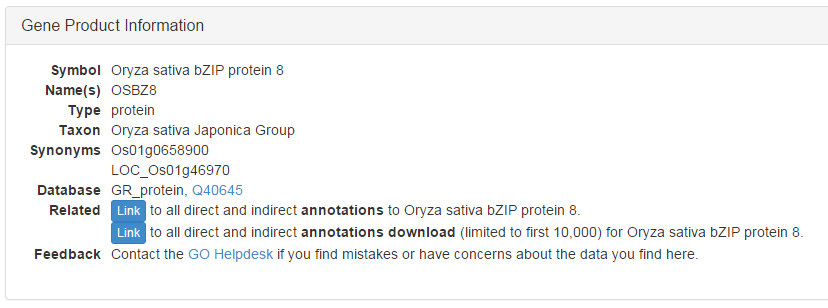 Gene Product Information
Symbol Oryza sativa bZIP protein 8
Name(s) OSBZ8
Type protein
Taxon Oryza sativa Japonica Group
Synonyms Os01g0658900
LOC_Os01g46970
Database GR_protein, Q40645
Related Link to all direct and indirect annotations to Oryza sativa bZIP protein 8.
Link to all direct and indirect annotations download (limited to first 10,000) for Oryza sativa bZIP protein 8.
Feedback Contact the GO Helpdesk if you find mistakes or have concerns about the data you find here.